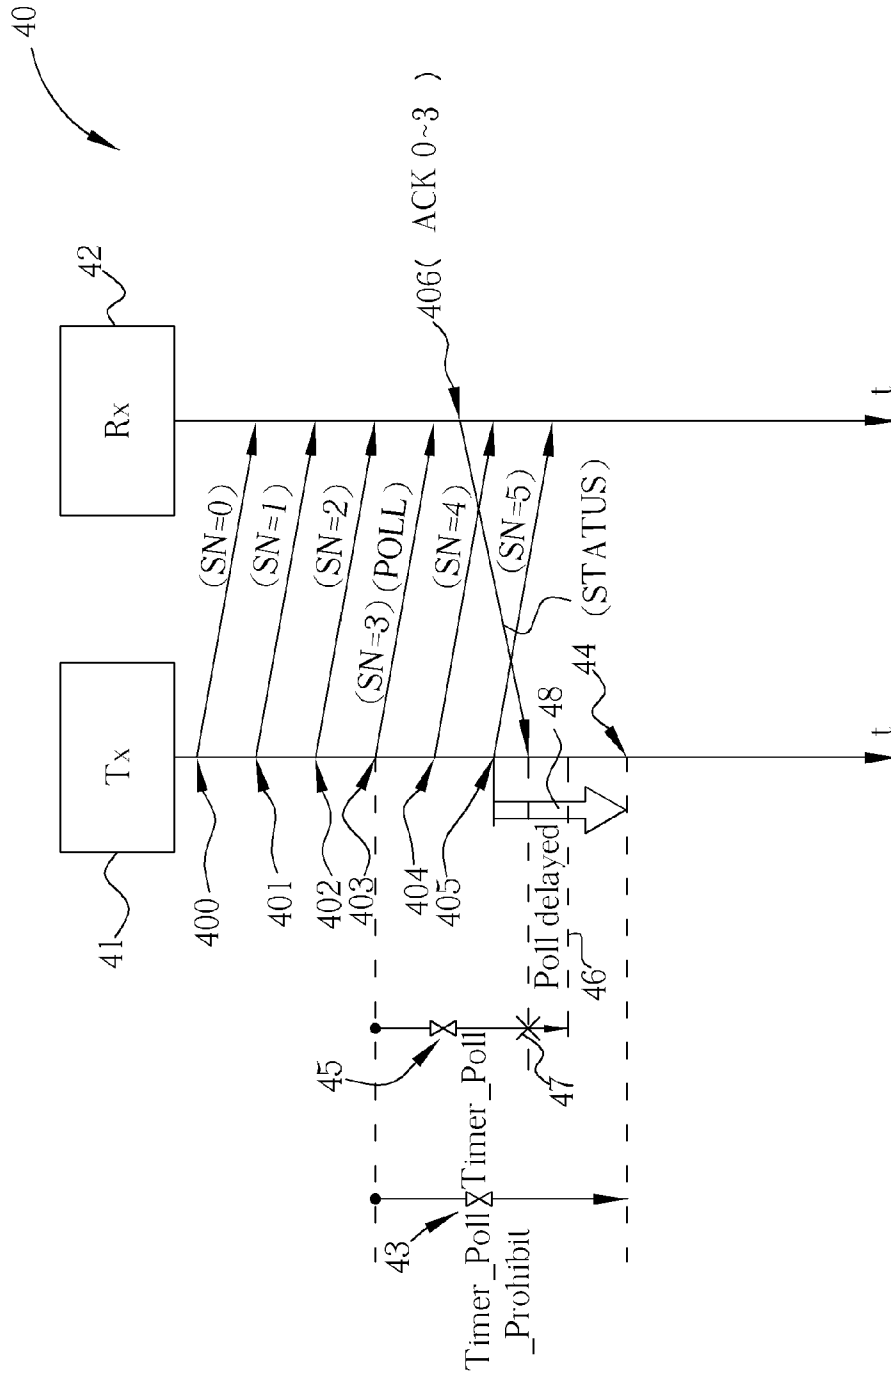 40
Tx
41
Rx
42
400
(SN=0)
401
(SN=1)
402
(SN=2)
403
(SN=3) (POLL)
404
(SN=4)
405
(SN=5)
406( ACK 0~3 )
(STATUS)
44
48
Poll delayed
46
45
Timer_Poll
47
43
Timer_Poll
_Prohibit
t
t